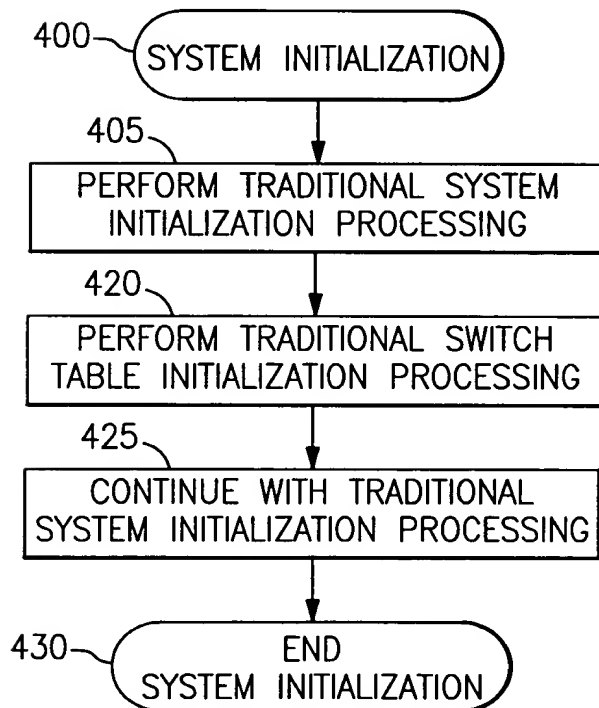 400
SYSTEM INITIALIZATION
405
PERFORM TRADITIONAL SYSTEM
INITIALIZATION PROCESSING
420
PERFORM TRADITIONAL SWITCH
TABLE INITIALIZATION PROCESSING
425
CONTINUE WITH TRADITIONAL
SYSTEM INITIALIZATION PROCESSING
430
END
SYSTEM INITIALIZATION